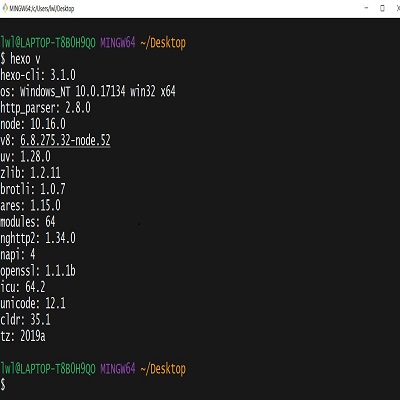 MINGW64:/c/Users/lwl/Desktop
lwl@LAPTOP-T8B0H9QO MINGW64 ~/Desktop
$ hexo v
hexo-cli: 3.1.0
os: Windows_NT 10.0.17134 win32 x64
http_parser: 2.8.0
node: 10.16.0
v8: 6.8.275.32-node.52
uv: 1.28.0
zlib: 1.2.11
brotli: 1.0.7
ares: 1.15.0
modules: 64
nghttp2: 1.34.0
napi: 4
openssl: 1.1.1b
icu: 64.2
unicode: 12.1
cldr: 35.1
tz: 2019a
lwl@LAPTOP-T8B0H9QO MINGW64 ~/Desktop
$